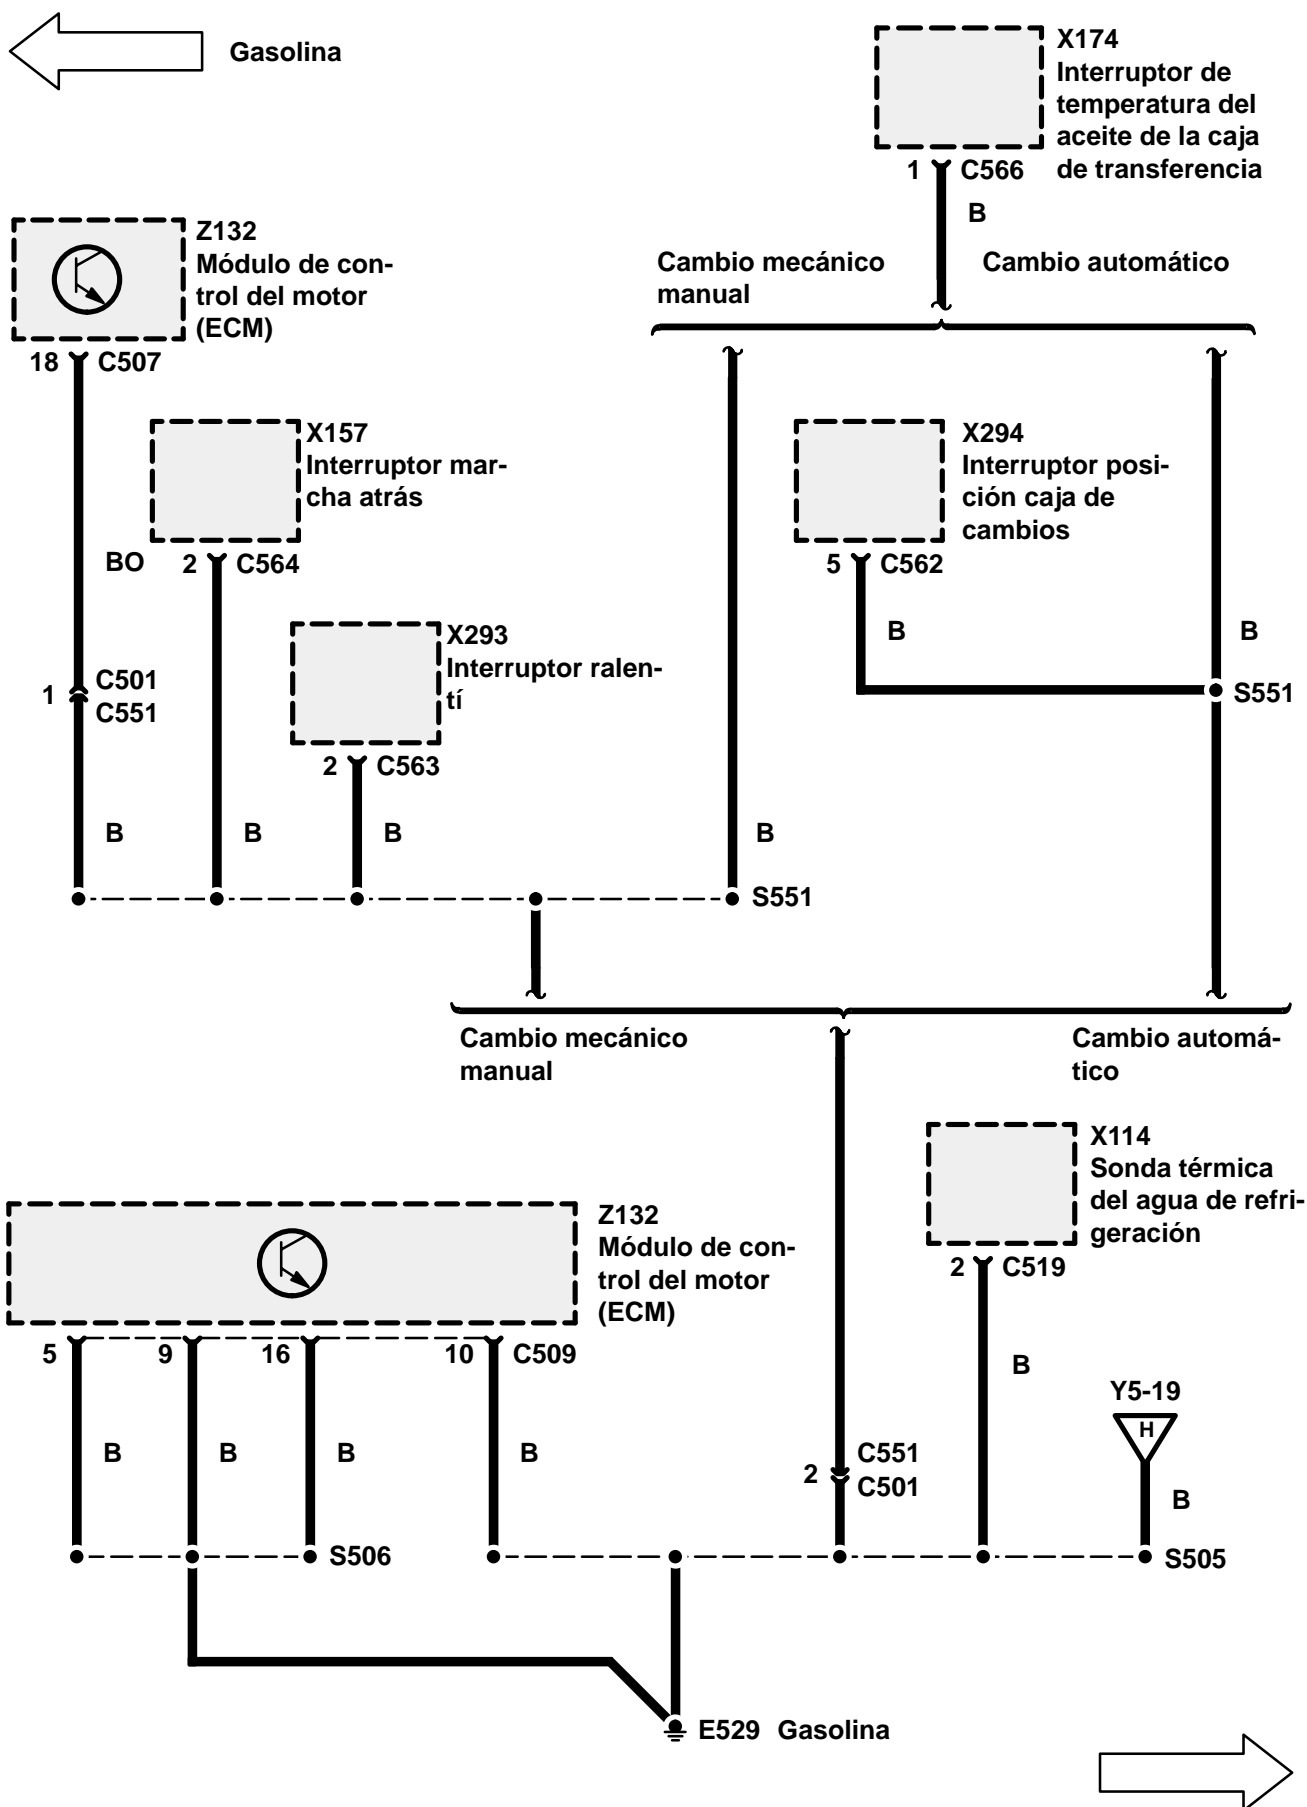 Gasolina
X174
Interruptor de
temperatura del
aceite de la caja
de transferencia
1 C566
B
Z132
Módulo de con-
trol del motor
(ECM)
18 C507
Cambio mecánico
manual
Cambio automático
X157
Interruptor mar-
cha atrás
X294
Interruptor posi-
ción caja de
cambios
BO
2 C564
5 C562
X293
Interruptor ralen-
tí
B
B
1
C501
C551
S551
2 C563
B
B
B
B
S551
Cambio mecánico
manual
Cambio automá-
tico
X114
Sonda térmica
del agua de refri-
geración
Z132
Módulo de con-
trol del motor
(ECM)
2 C519
5 9 16 10 C509
B
Y5-19
H
B
B
B
B
2
C551
C501
B
S506
S505
E529 Gasolina